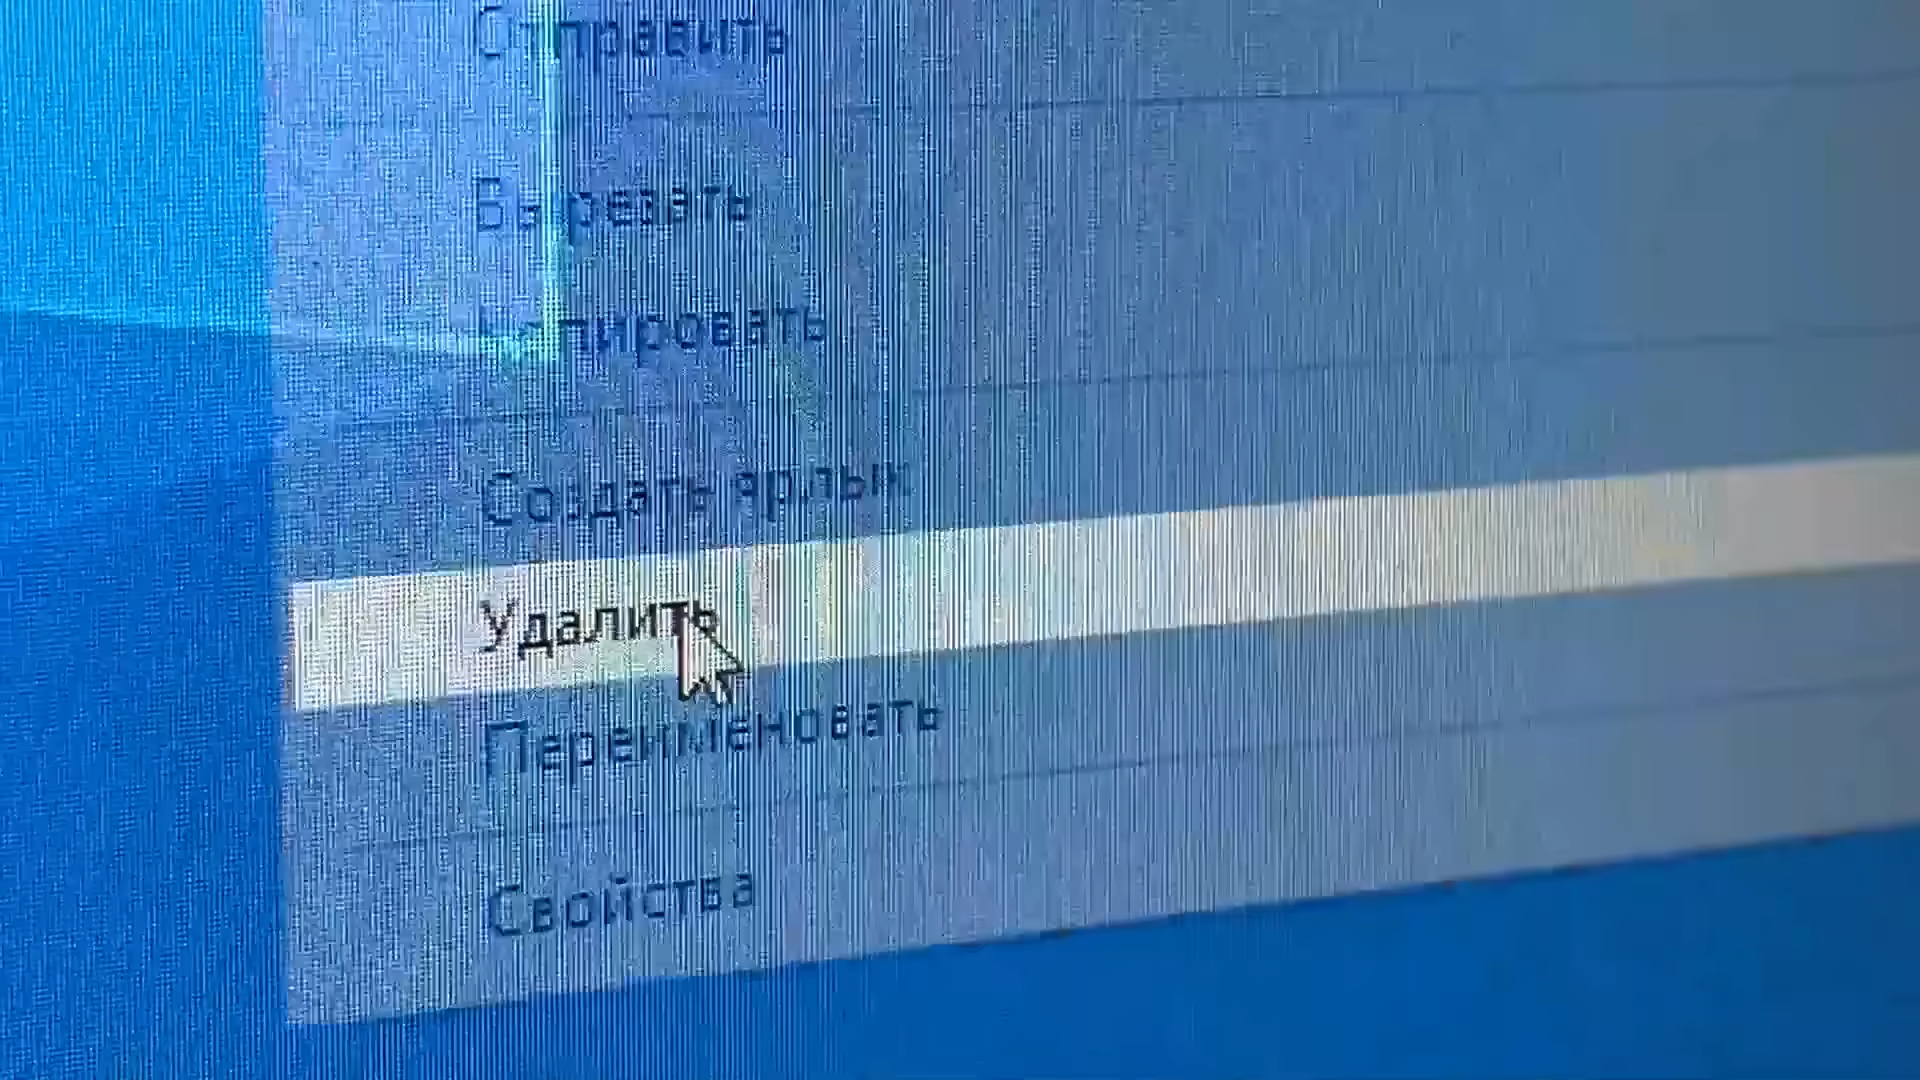 Отправить
Вырезать
Копировать
Создать ярлык
Удалить
Переименовать
Свойства